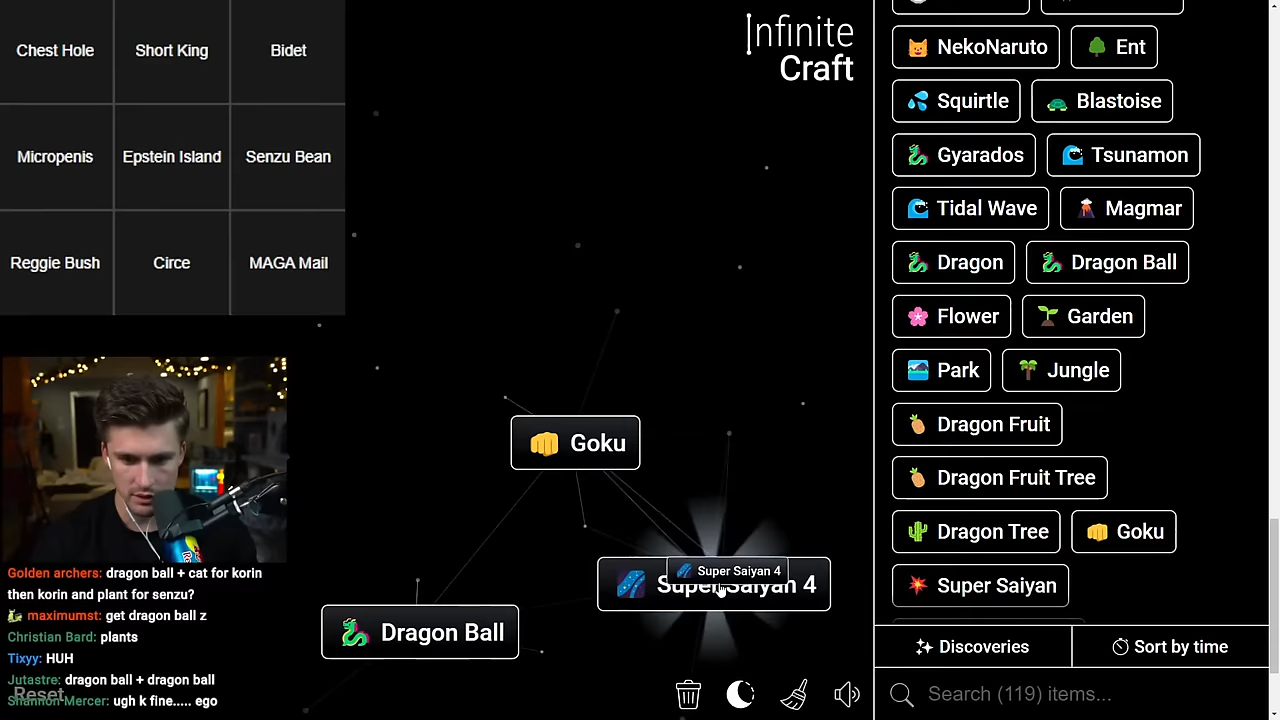 Chest Hole
Short King
Bidet
Micropenis
Epstein Island
Senzu Bean
Reggie Bush
Circe
MAGA Mail
Infinite
Craft
Goku
Super Saiyan 4
Super Saiyan 4
Dragon Ball
NekoNaruto
Ent
Squirtle
Blastoise
Gyarados
Tsunamon
Tidal Wave
Magmar
Dragon
Dragon Ball
Flower
Garden
Park
Jungle
Dragon Fruit
Dragon Fruit Tree
Dragon Tree
Goku
Super Saiyan
Discoveries
Sort by time
Search (119) items...
Golden archers: dragon ball + cat for korin
then korin and plant for senzu?
maximumst: get dragon ball z
Christian Bard: plants
Tixyy: HUH
Jutastre: dragon ball + dragon ball
Shannon Mercer: ugh k fine..... ego
Reset